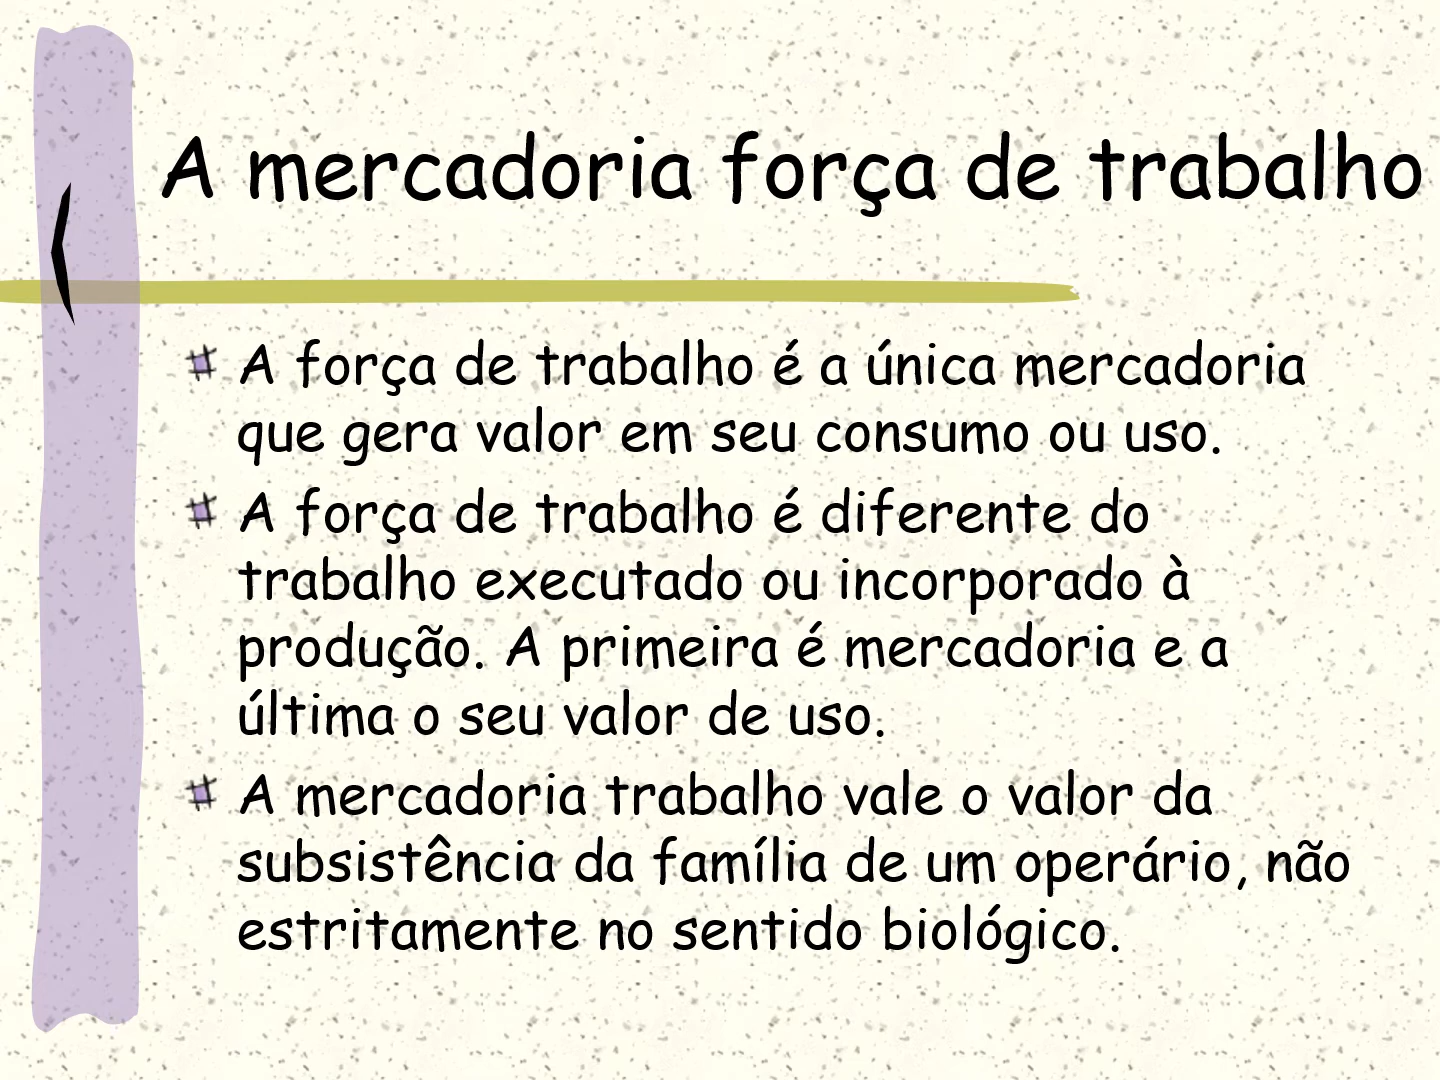 A mercadoria força de trabalho
A força de trabalho é a única mercadoria
que gera valor em seu consumo ou uso.
A força de trabalho é diferente do
trabalho executado ou incorporado à
produção. A primeira é mercadoria e a
última o seu valor de uso.
A mercadoria trabalho vale o valor da
subsistência da família de um operário, não
estritamente no sentido biológico.